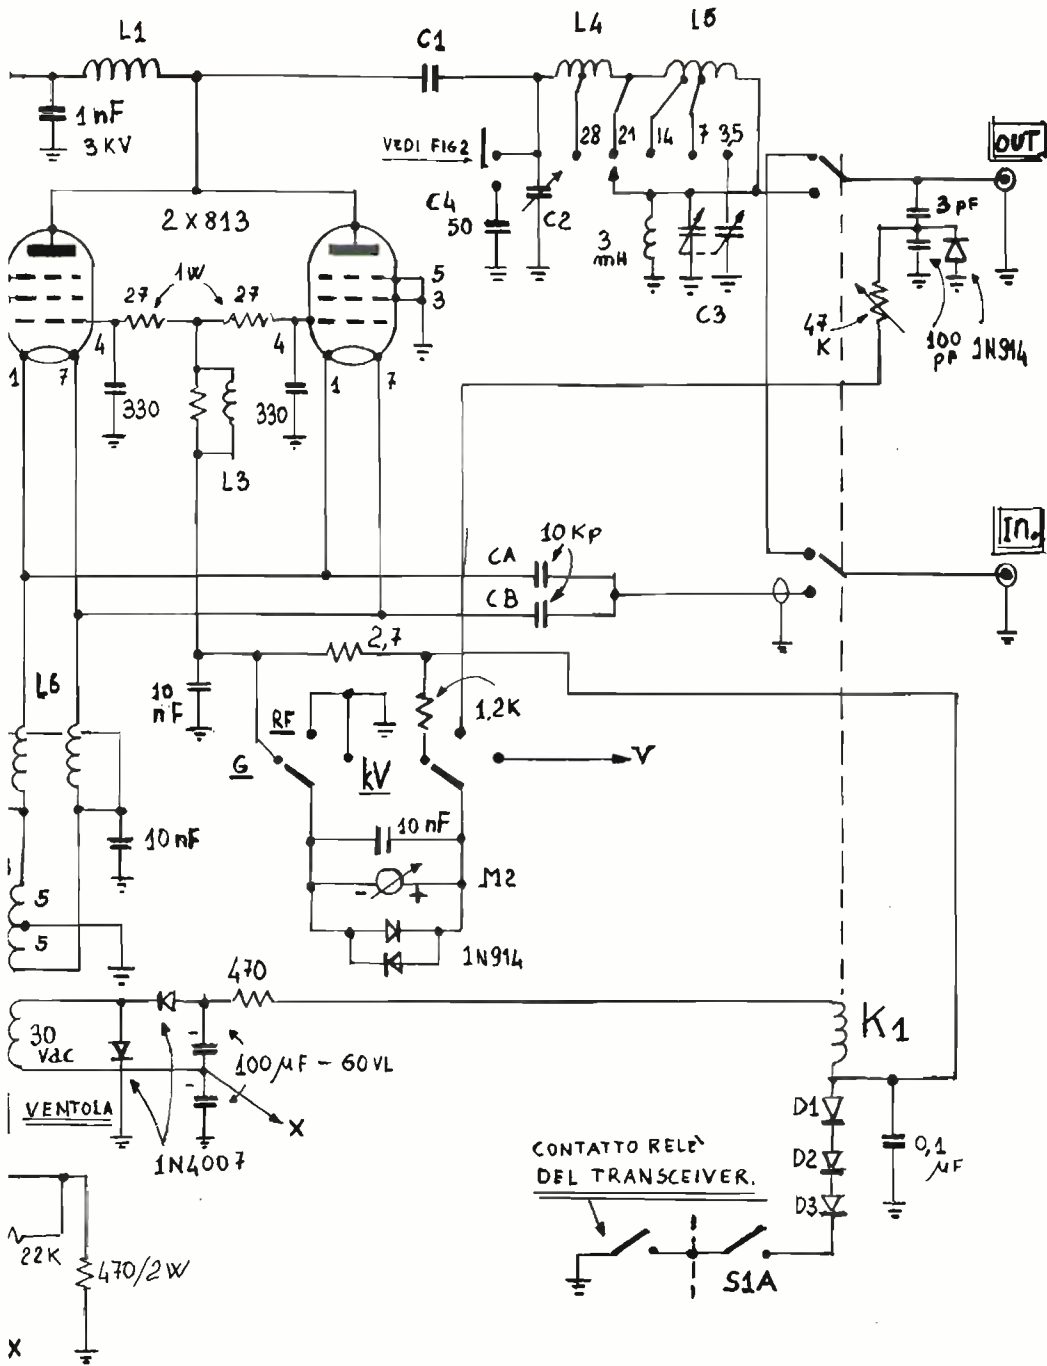 L1
C1
L4
L5
1nF
3KV
VEDI FIG2
28
21
14
7
3,5
OUT
2 X 813
C4
50
C2
3
mH
C3
3 pF
47
K
100
pF
1N914
1W
27
27
5
3
4
4
1
7
1
7
330
330
L3
10 Kp
CA
CB
In.
2,7
L6
10
nF
RF
1,2K
G
kV
V
10 nF
10 nF
M2
-
+
5
5
1N914
470
30
vac
-
-
100 µF - 60VL
K1
VENTOLA
X
1N4007
D1
D2
D3
0,1
µF
CONTATTO RELE'
DEL TRANSCEIVER.
22K
470/2W
S1A
X